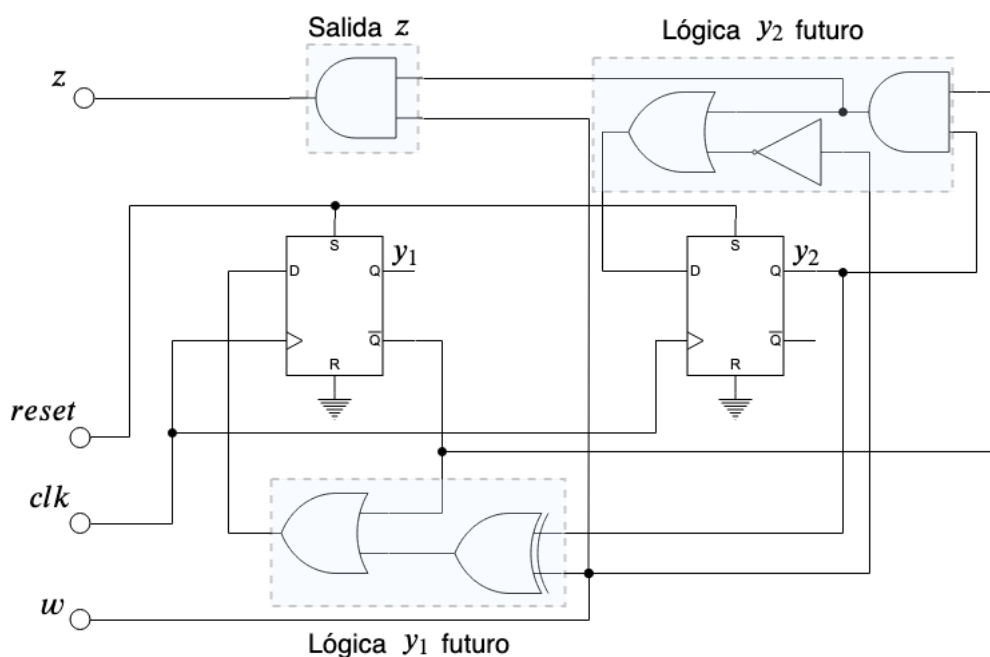 Salida z
Lógica y₂ futuro
z
S
S
y₁
y₂
D
Q
D
Q
Q̅
Q̅
R
R
reset
clk
w
Lógica y₁ futuro